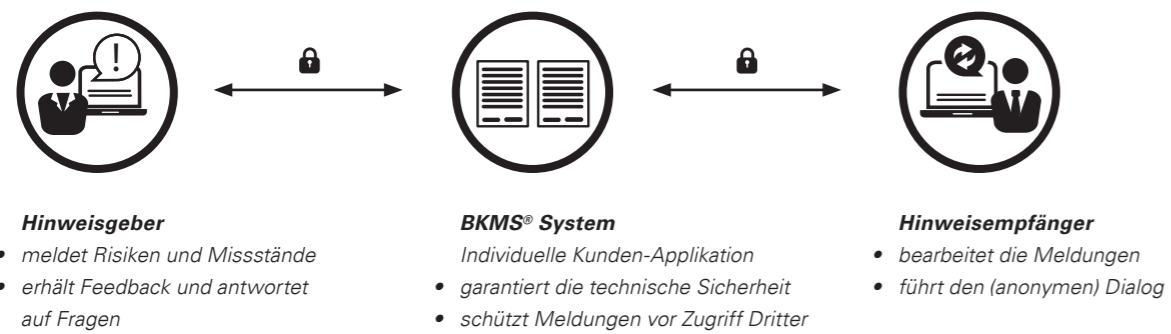 !
Hinweisgeber
• meldet Risiken und Missstände
• erhält Feedback und antwortet
auf Fragen
BKMS® System
Individuelle Kunden-Applikation
• garantiert die technische Sicherheit
• schützt Meldungen vor Zugriff Dritter
Hinweisempfänger
• bearbeitet die Meldungen
• führt den (anonymen) Dialog